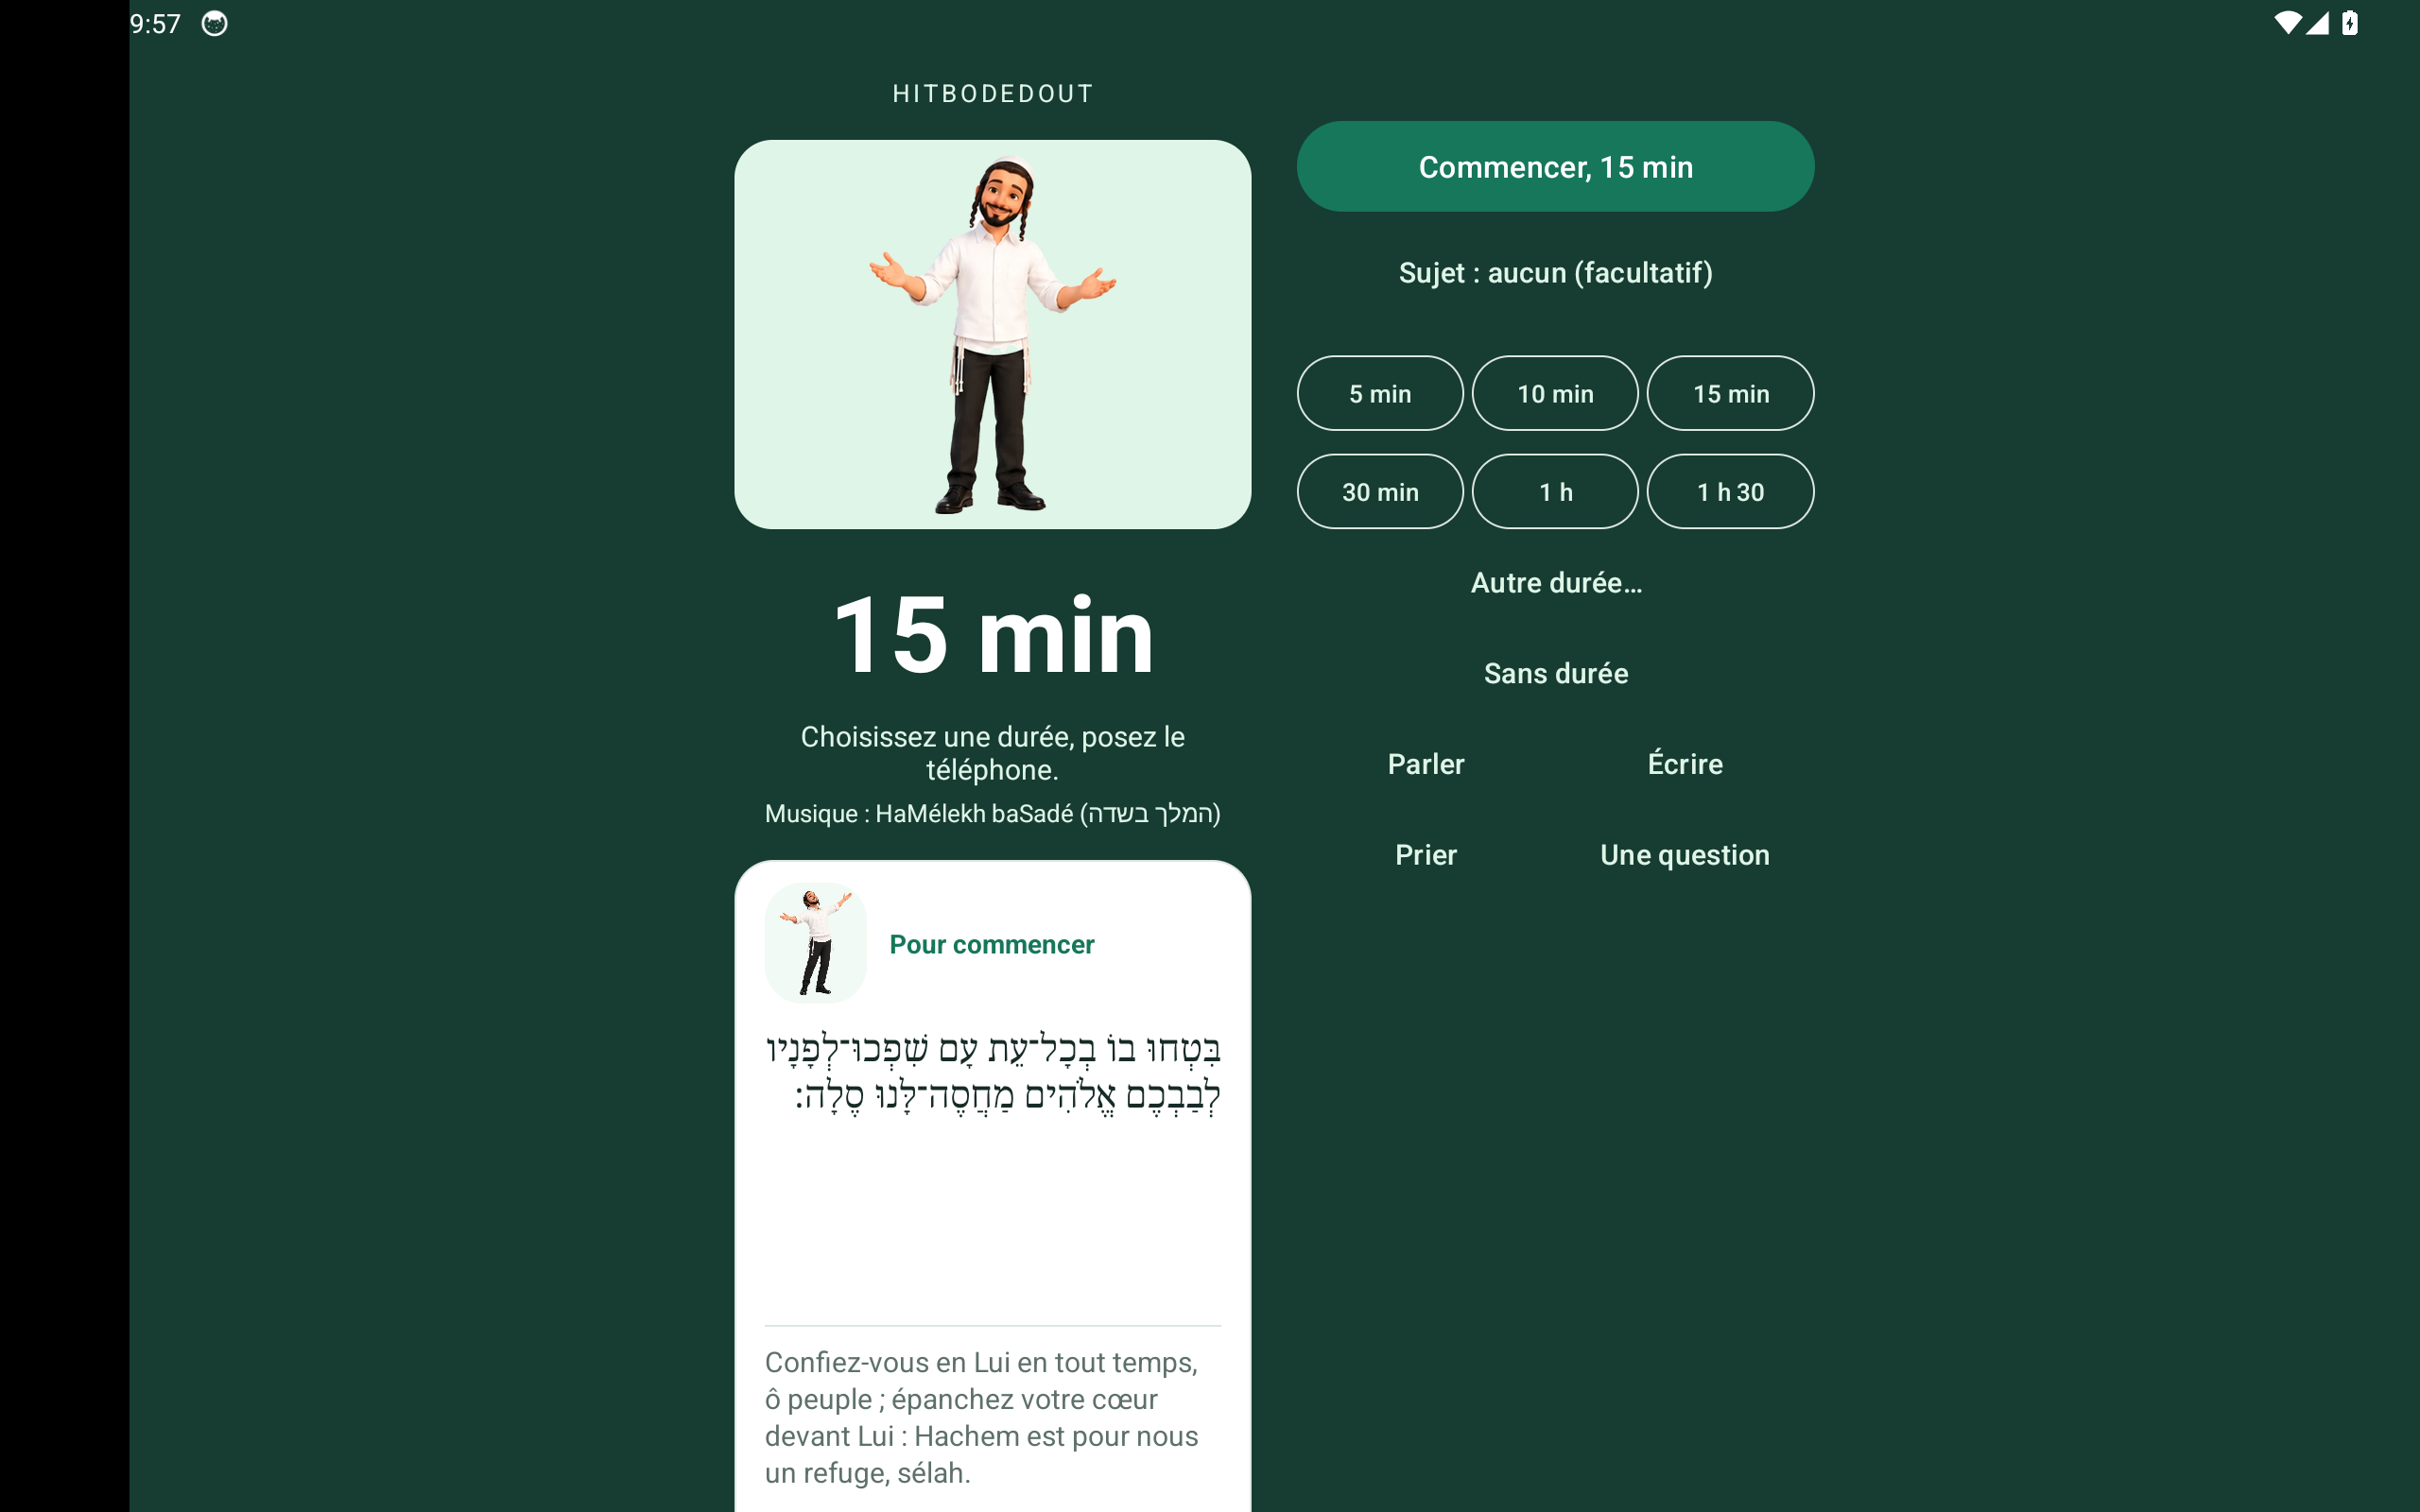 9:57
HITBODEDOUT
15 min
Choisissez une durée, posez le
téléphone.
Musique : HaMélekh baSadé (המלך בשדה)
Pour commencer
בִּטְחוּ בוֹ בְכָל־עֵת עָם שִׁפְכוּ־לְפָנָיו
לְבַבְכֶם אֱלֹהִים מַחֲסֶה־לָּנוּ סֶלָה:
Confiez-vous en Lui en tout temps,
ô peuple ; épanchez votre cœur
devant Lui : Hachem est pour nous
un refuge, sélah.
Commencer, 15 min
Sujet : aucun (facultatif)
5 min 10 min 15 min
30 min 1 h 1 h 30
Autre durée…
Sans durée
Parler Écrire
Prier Une question